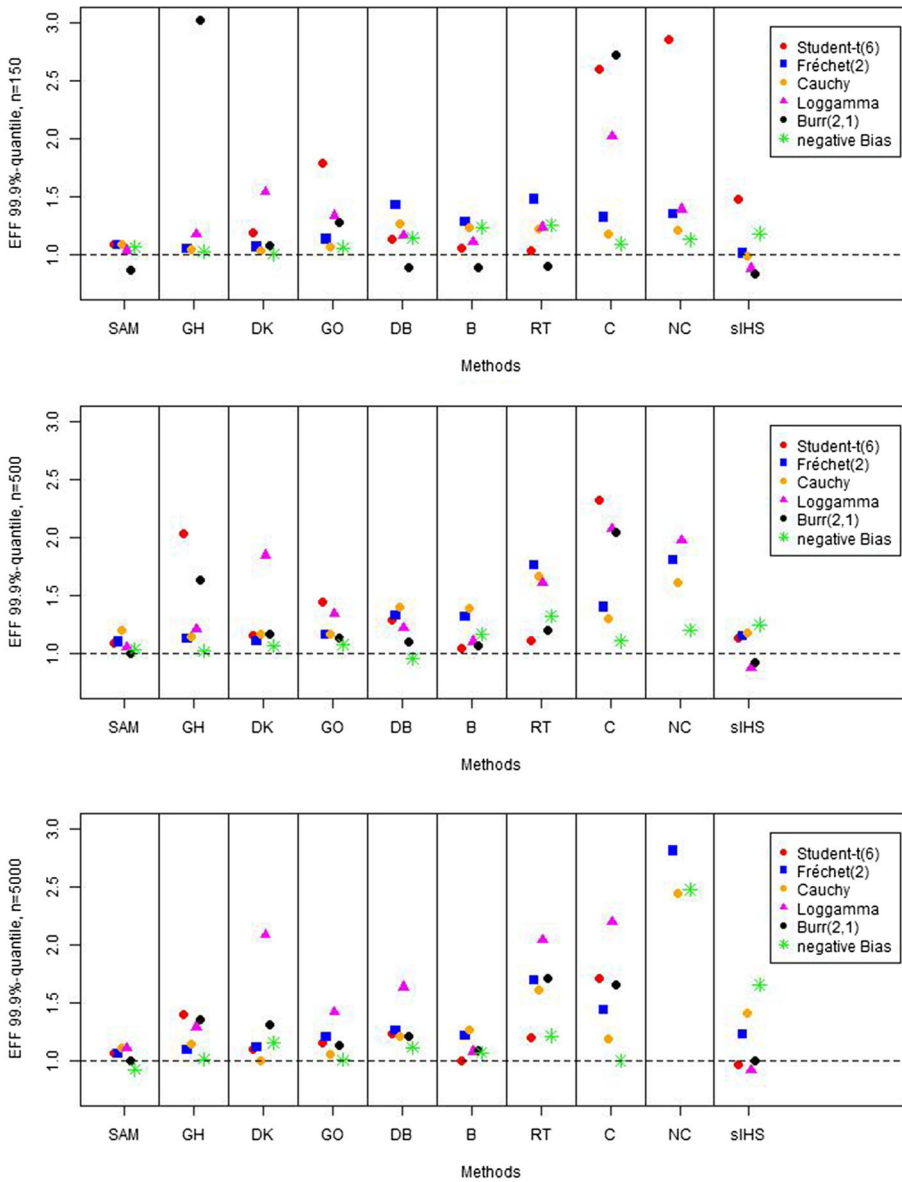 EFF 99.9%-quantile, n=150
3.0
2.5
2.0
1.5
1.0
Student-t(6)
Fréchet(2)
Cauchy
Loggamma
Burr(2,1)
negative Bias
SAM GH DK GO DB B RT C NC sIHS
Methods
EFF 99.9%-quantile, n=500
3.0
2.5
2.0
1.5
1.0
Student-t(6)
Fréchet(2)
Cauchy
Loggamma
Burr(2,1)
negative Bias
SAM GH DK GO DB B RT C NC sIHS
Methods
EFF 99.9%-quantile, n=5000
3.0
2.5
2.0
1.5
1.0
Student-t(6)
Fréchet(2)
Cauchy
Loggamma
Burr(2,1)
negative Bias
SAM GH DK GO DB B RT C NC sIHS
Methods